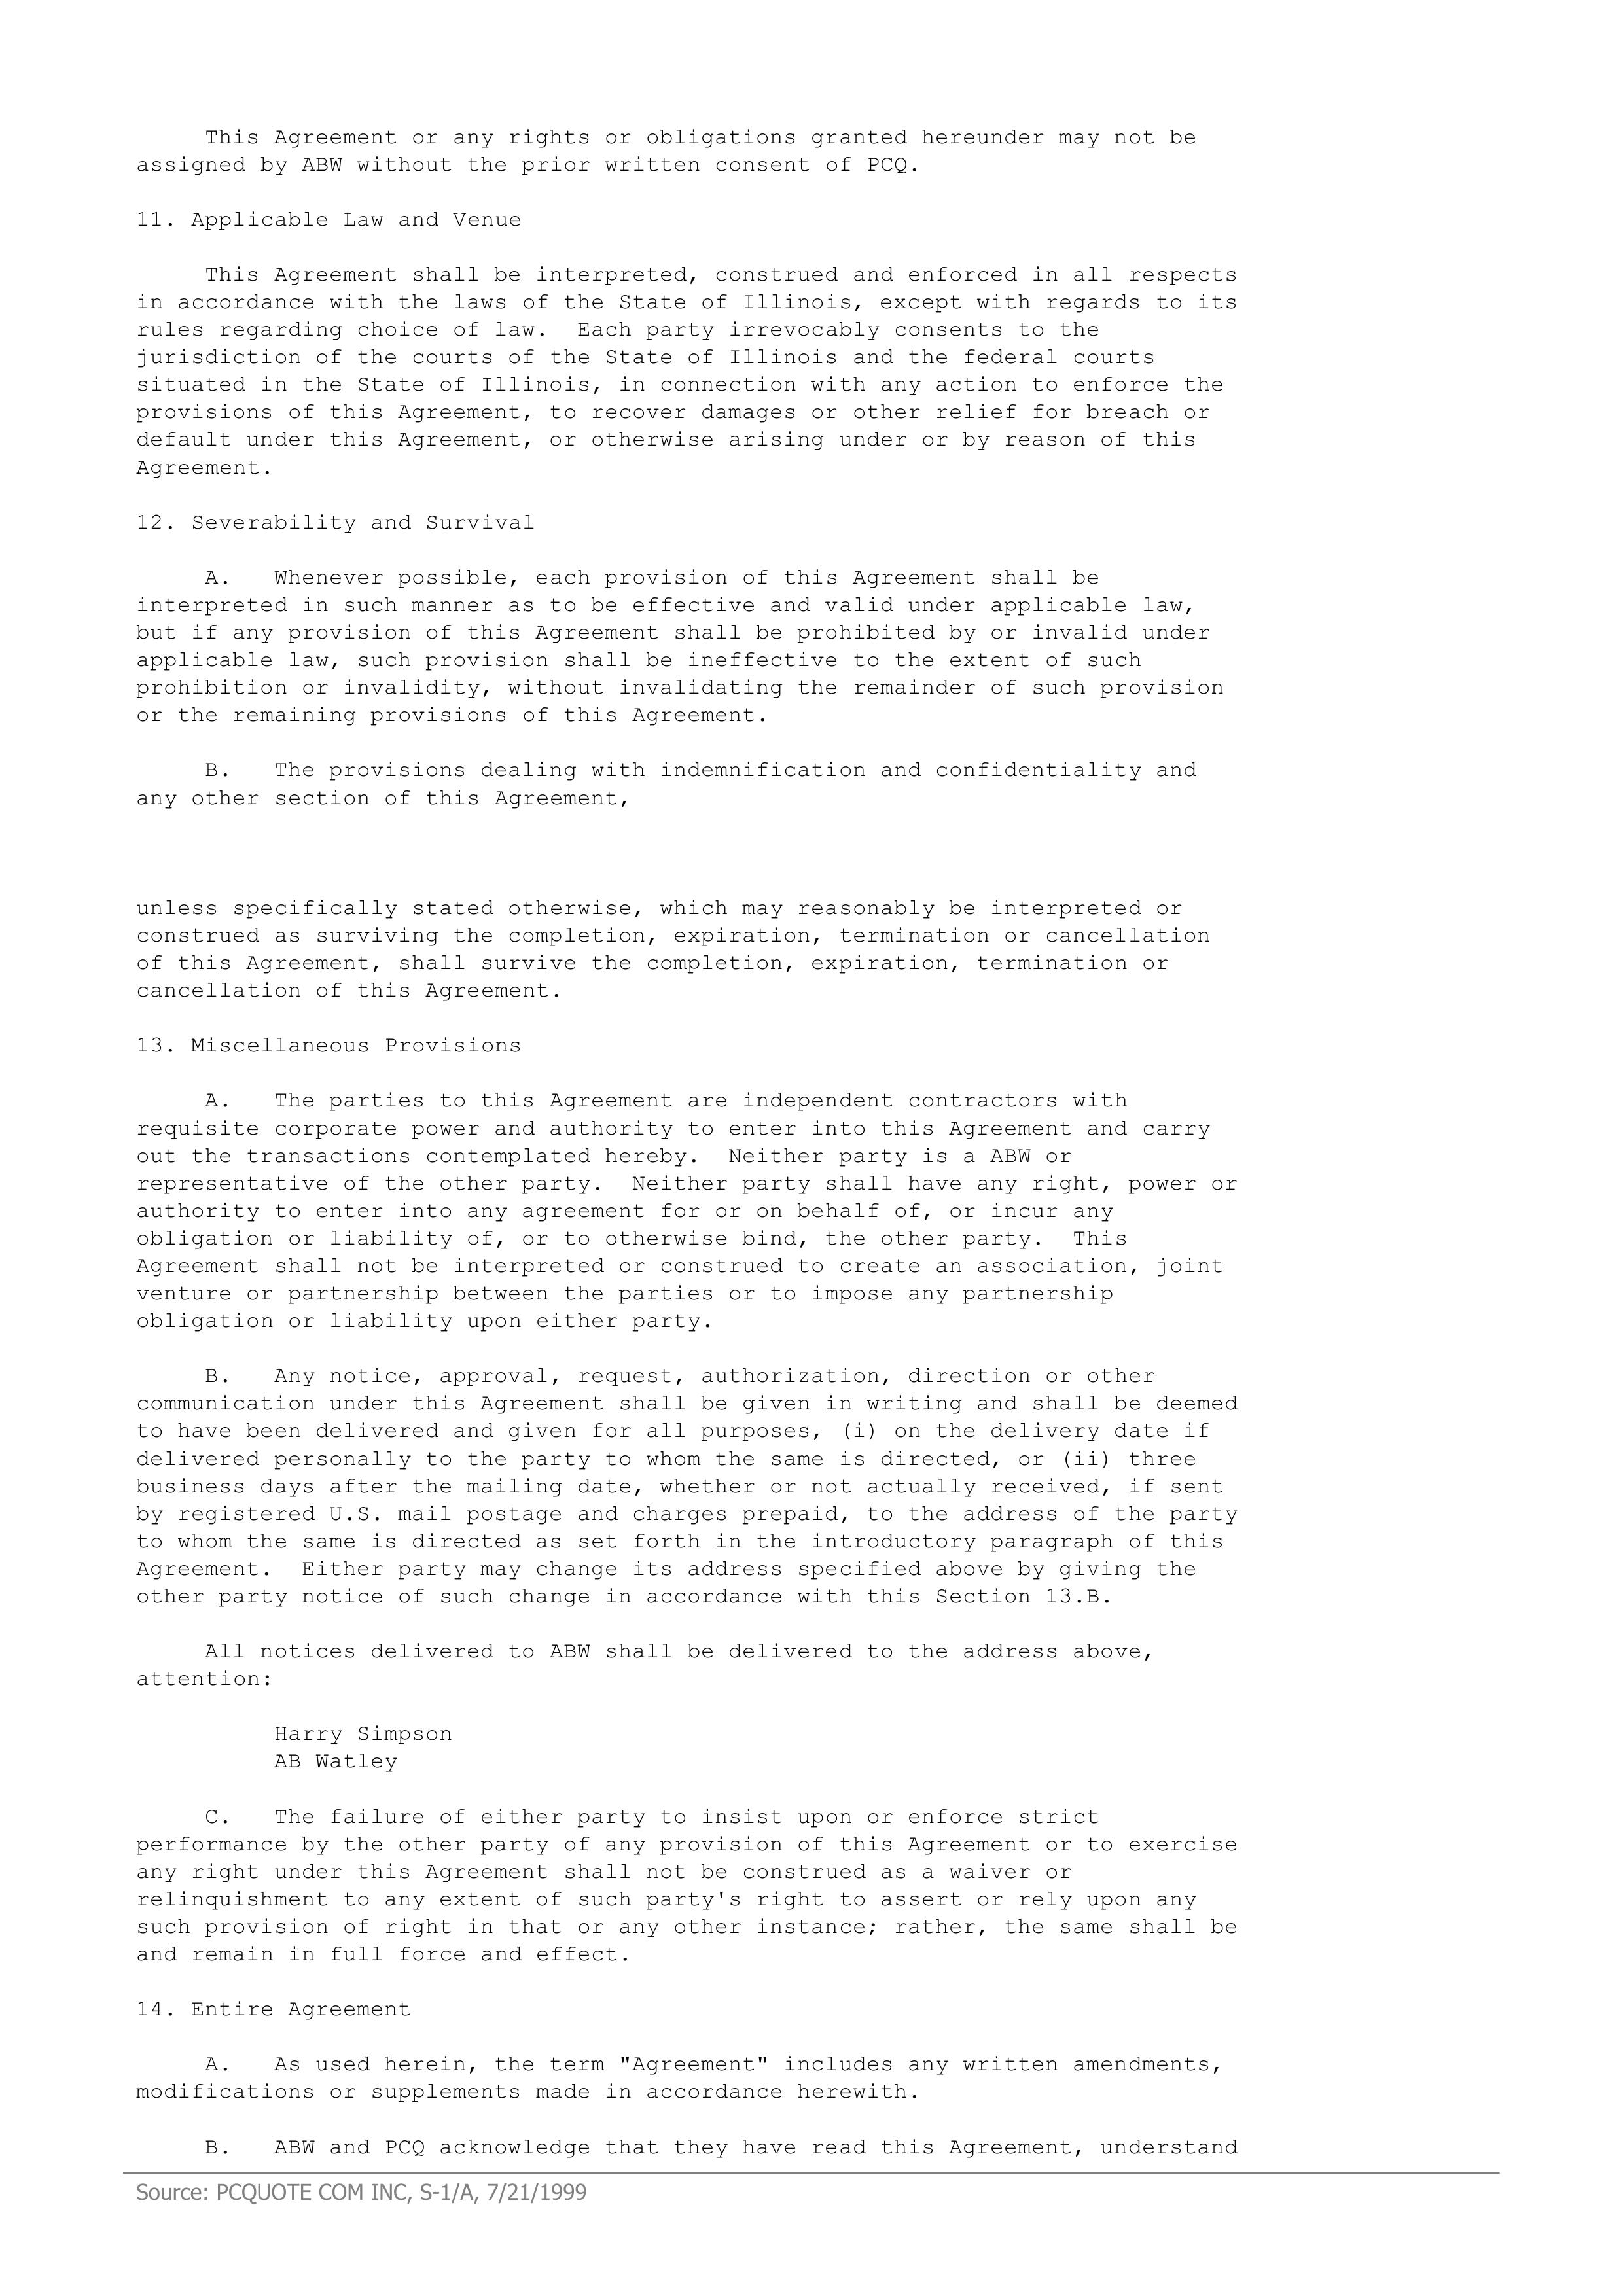 This Agreement or any rights or obligations granted hereunder may not be
assigned by ABW without the prior written consent of PCQ.
11. Applicable Law and Venue
This Agreement shall be interpreted, construed and enforced in all respects
in accordance with the laws of the State of Illinois, except with regards to its
rules regarding choice of law.  Each party irrevocably consents to the
jurisdiction of the courts of the State of Illinois and the federal courts
situated in the State of Illinois, in connection with any action to enforce the
provisions of this Agreement, to recover damages or other relief for breach or
default under this Agreement, or otherwise arising under or by reason of this
Agreement.
12. Severability and Survival
A.   Whenever possible, each provision of this Agreement shall be
interpreted in such manner as to be effective and valid under applicable law,
but if any provision of this Agreement shall be prohibited by or invalid under
applicable law, such provision shall be ineffective to the extent of such
prohibition or invalidity, without invalidating the remainder of such provision
or the remaining provisions of this Agreement.
B.   The provisions dealing with indemnification and confidentiality and
any other section of this Agreement,
unless specifically stated otherwise, which may reasonably be interpreted or
construed as surviving the completion, expiration, termination or cancellation
of this Agreement, shall survive the completion, expiration, termination or
cancellation of this Agreement.
13. Miscellaneous Provisions
A.   The parties to this Agreement are independent contractors with
requisite corporate power and authority to enter into this Agreement and carry
out the transactions contemplated hereby.  Neither party is a ABW or
representative of the other party.  Neither party shall have any right, power or
authority to enter into any agreement for or on behalf of, or incur any
obligation or liability of, or to otherwise bind, the other party.  This
Agreement shall not be interpreted or construed to create an association, joint
venture or partnership between the parties or to impose any partnership
obligation or liability upon either party.
B.   Any notice, approval, request, authorization, direction or other
communication under this Agreement shall be given in writing and shall be deemed
to have been delivered and given for all purposes, (i) on the delivery date if
delivered personally to the party to whom the same is directed, or (ii) three
business days after the mailing date, whether or not actually received, if sent
by registered U.S. mail postage and charges prepaid, to the address of the party
to whom the same is directed as set forth in the introductory paragraph of this
Agreement.  Either party may change its address specified above by giving the
other party notice of such change in accordance with this Section 13.B.
All notices delivered to ABW shall be delivered to the address above,
attention:
Harry Simpson
AB Watley
C.   The failure of either party to insist upon or enforce strict
performance by the other party of any provision of this Agreement or to exercise
any right under this Agreement shall not be construed as a waiver or
relinquishment to any extent of such party's right to assert or rely upon any
such provision of right in that or any other instance; rather, the same shall be
and remain in full force and effect.
14. Entire Agreement
A.   As used herein, the term "Agreement" includes any written amendments,
modifications or supplements made in accordance herewith.
B.   ABW and PCQ acknowledge that they have read this Agreement, understand
Source: PCQUOTE COM INC, S-1/A, 7/21/1999